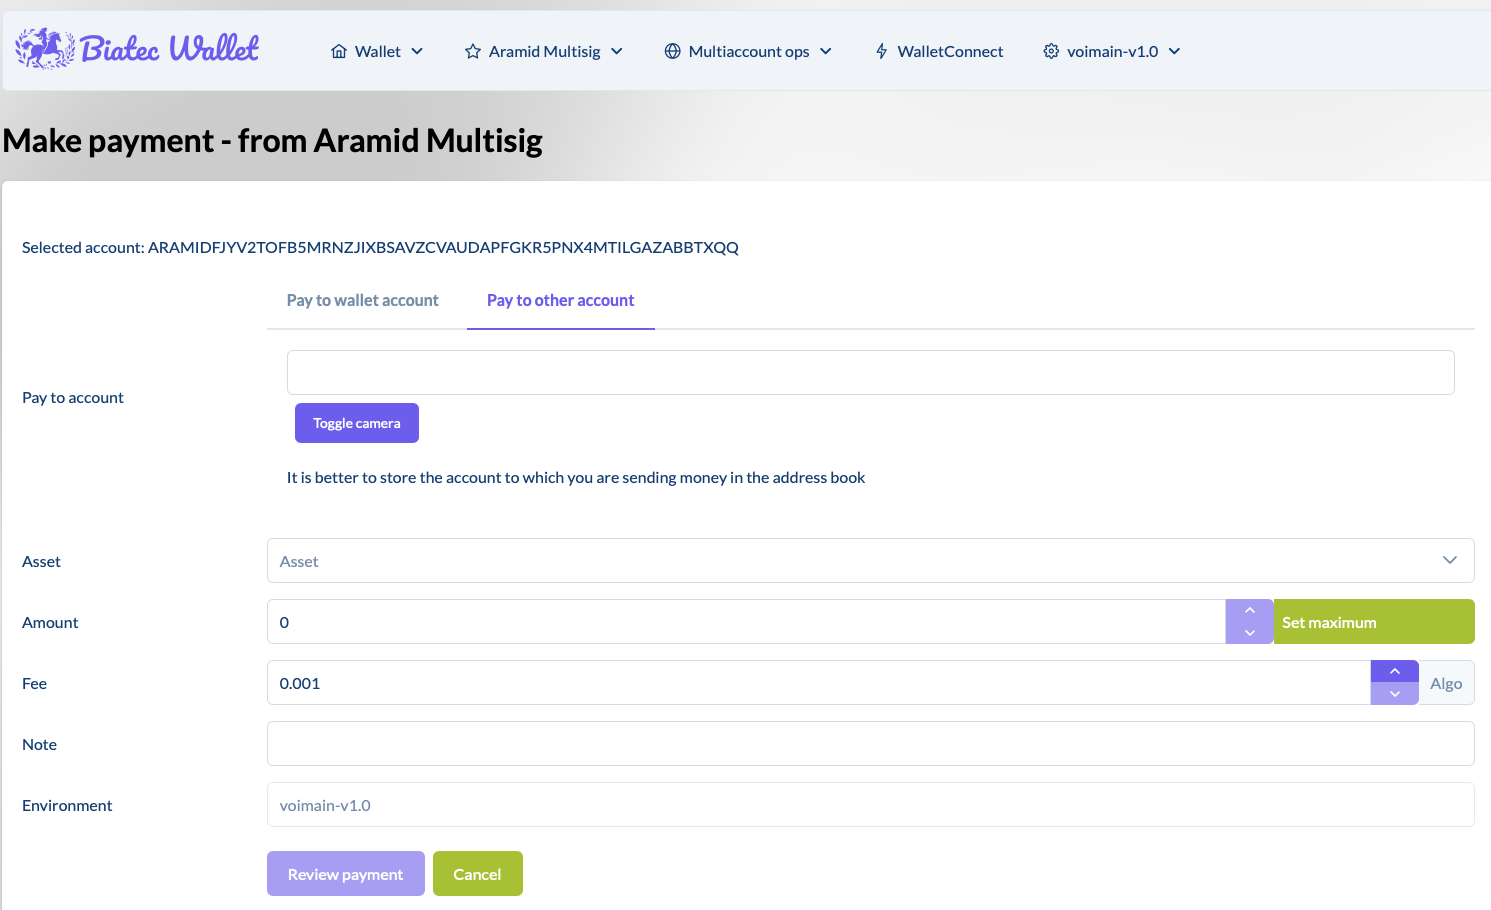 Biatec Wallet
Wallet
Aramid Multisig
Multiaccount ops
WalletConnect
voimain-v1.0
Make payment - from Aramid Multisig
Selected account: ARAMIDFJYV2TOFB5MRNZJIXBSAVZCVAUDAPFGKR5PNX4MTILGAZABBTXQQ
Pay to wallet account
Pay to other account
Pay to account
Toggle camera
It is better to store the account to which you are sending money in the address book
Asset
Asset
Amount
0
Set maximum
Fee
0.001
Algo
Note
Environment
voimain-v1.0
Review payment
Cancel